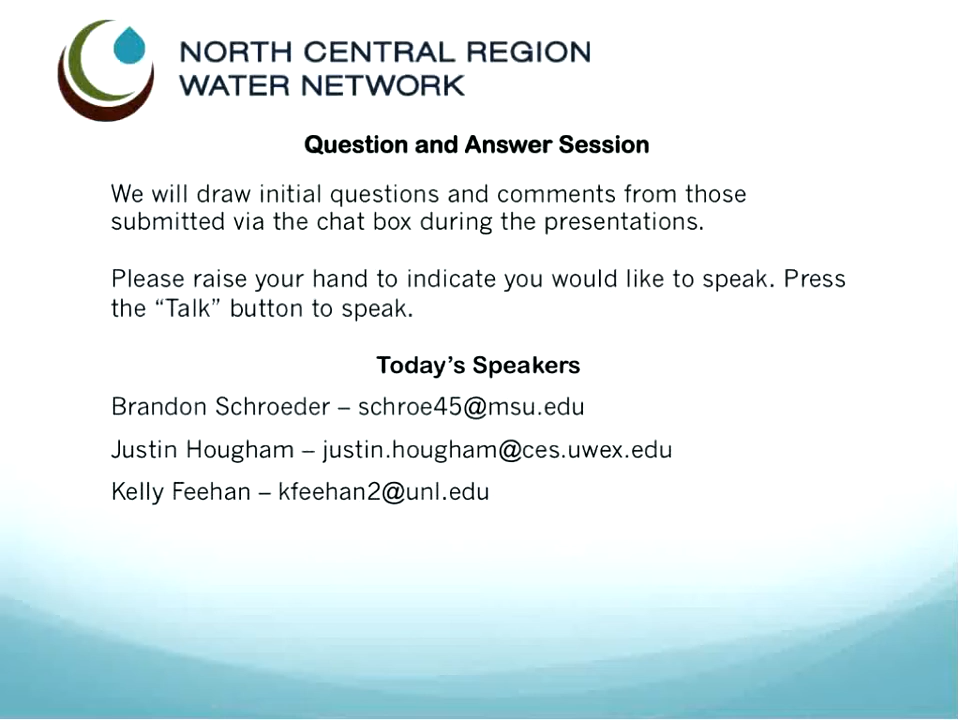 NORTH CENTRAL REGION
WATER NETWORK
Question and Answer Session
We will draw initial questions and comments from those
submitted via the chat box during the presentations.
Please raise your hand to indicate you would like to speak. Press
the “Talk” button to speak.
Today’s Speakers
Brandon Schroeder – schroe45@msu.edu
Justin Hougham – justin.hougham@ces.uwex.edu
Kelly Feehan – kfeehan2@unl.edu